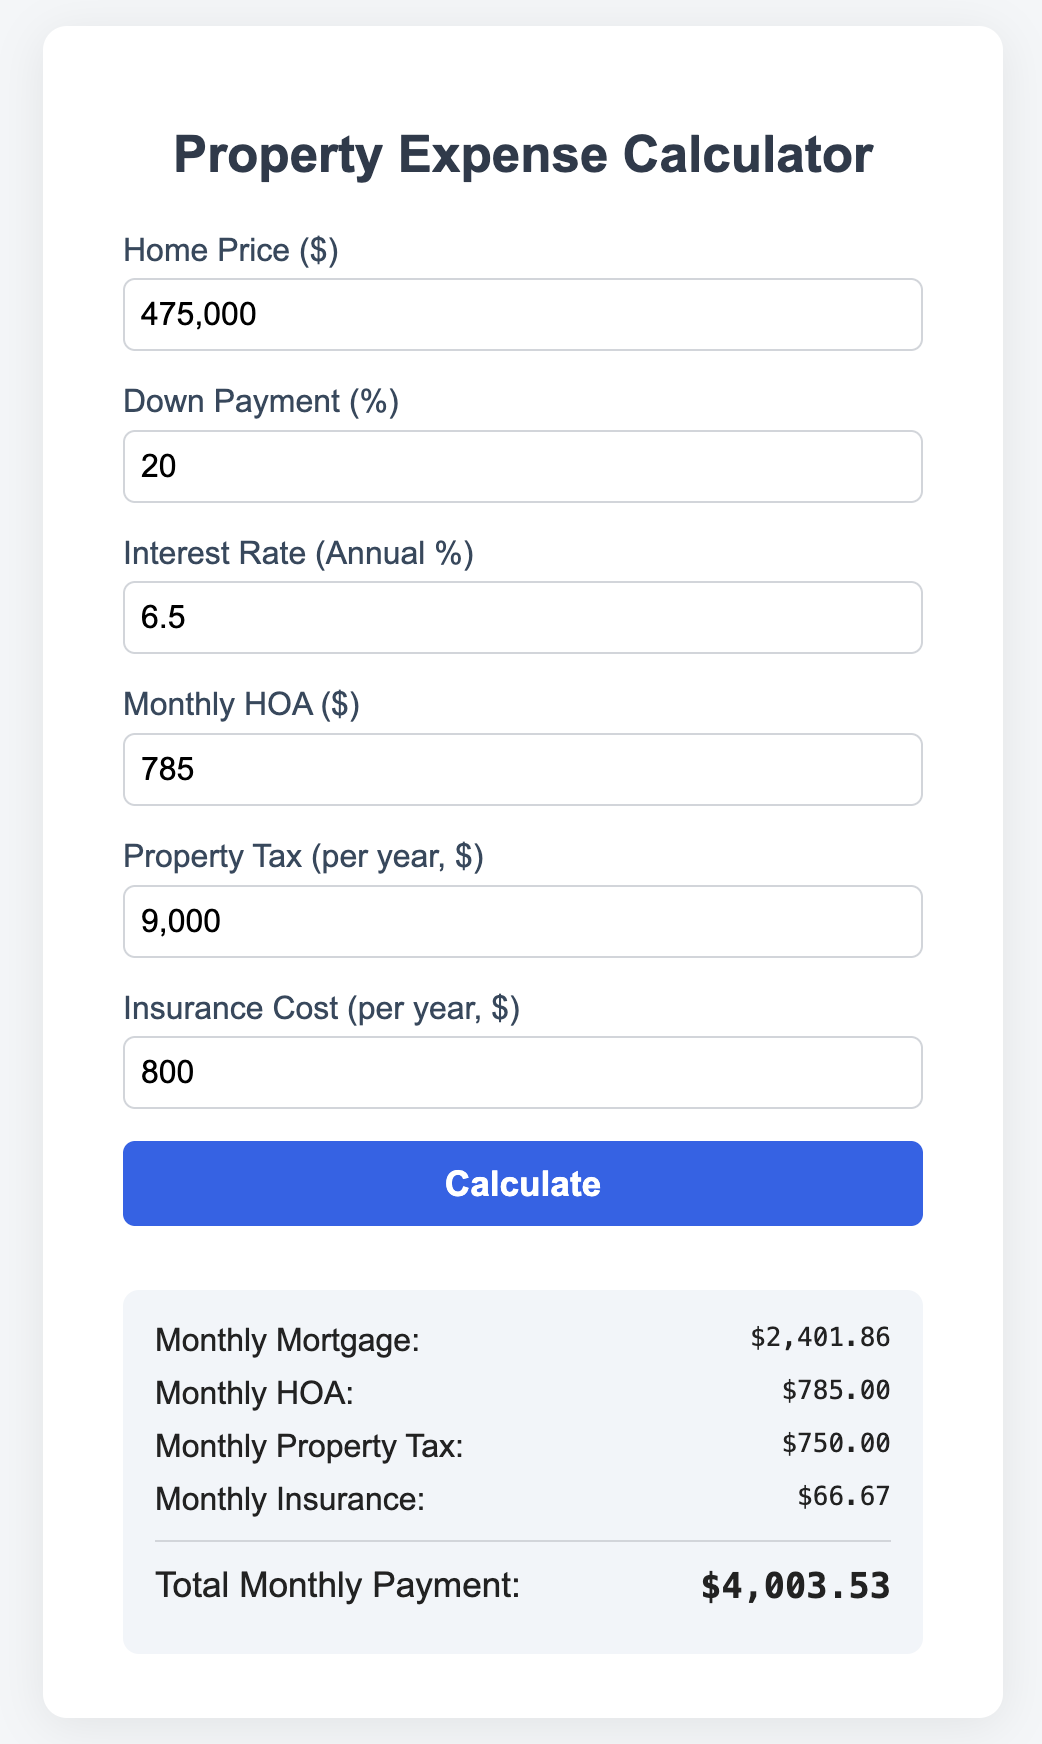 Property Expense Calculator
Home Price ($)
475,000
Down Payment (%)
20
Interest Rate (Annual %)
6.5
Monthly HOA ($)
785
Property Tax (per year, $)
9,000
Insurance Cost (per year, $)
800
Calculate
Monthly Mortgage: $2,401.86
Monthly HOA: $785.00
Monthly Property Tax: $750.00
Monthly Insurance: $66.67
Total Monthly Payment: $4,003.53